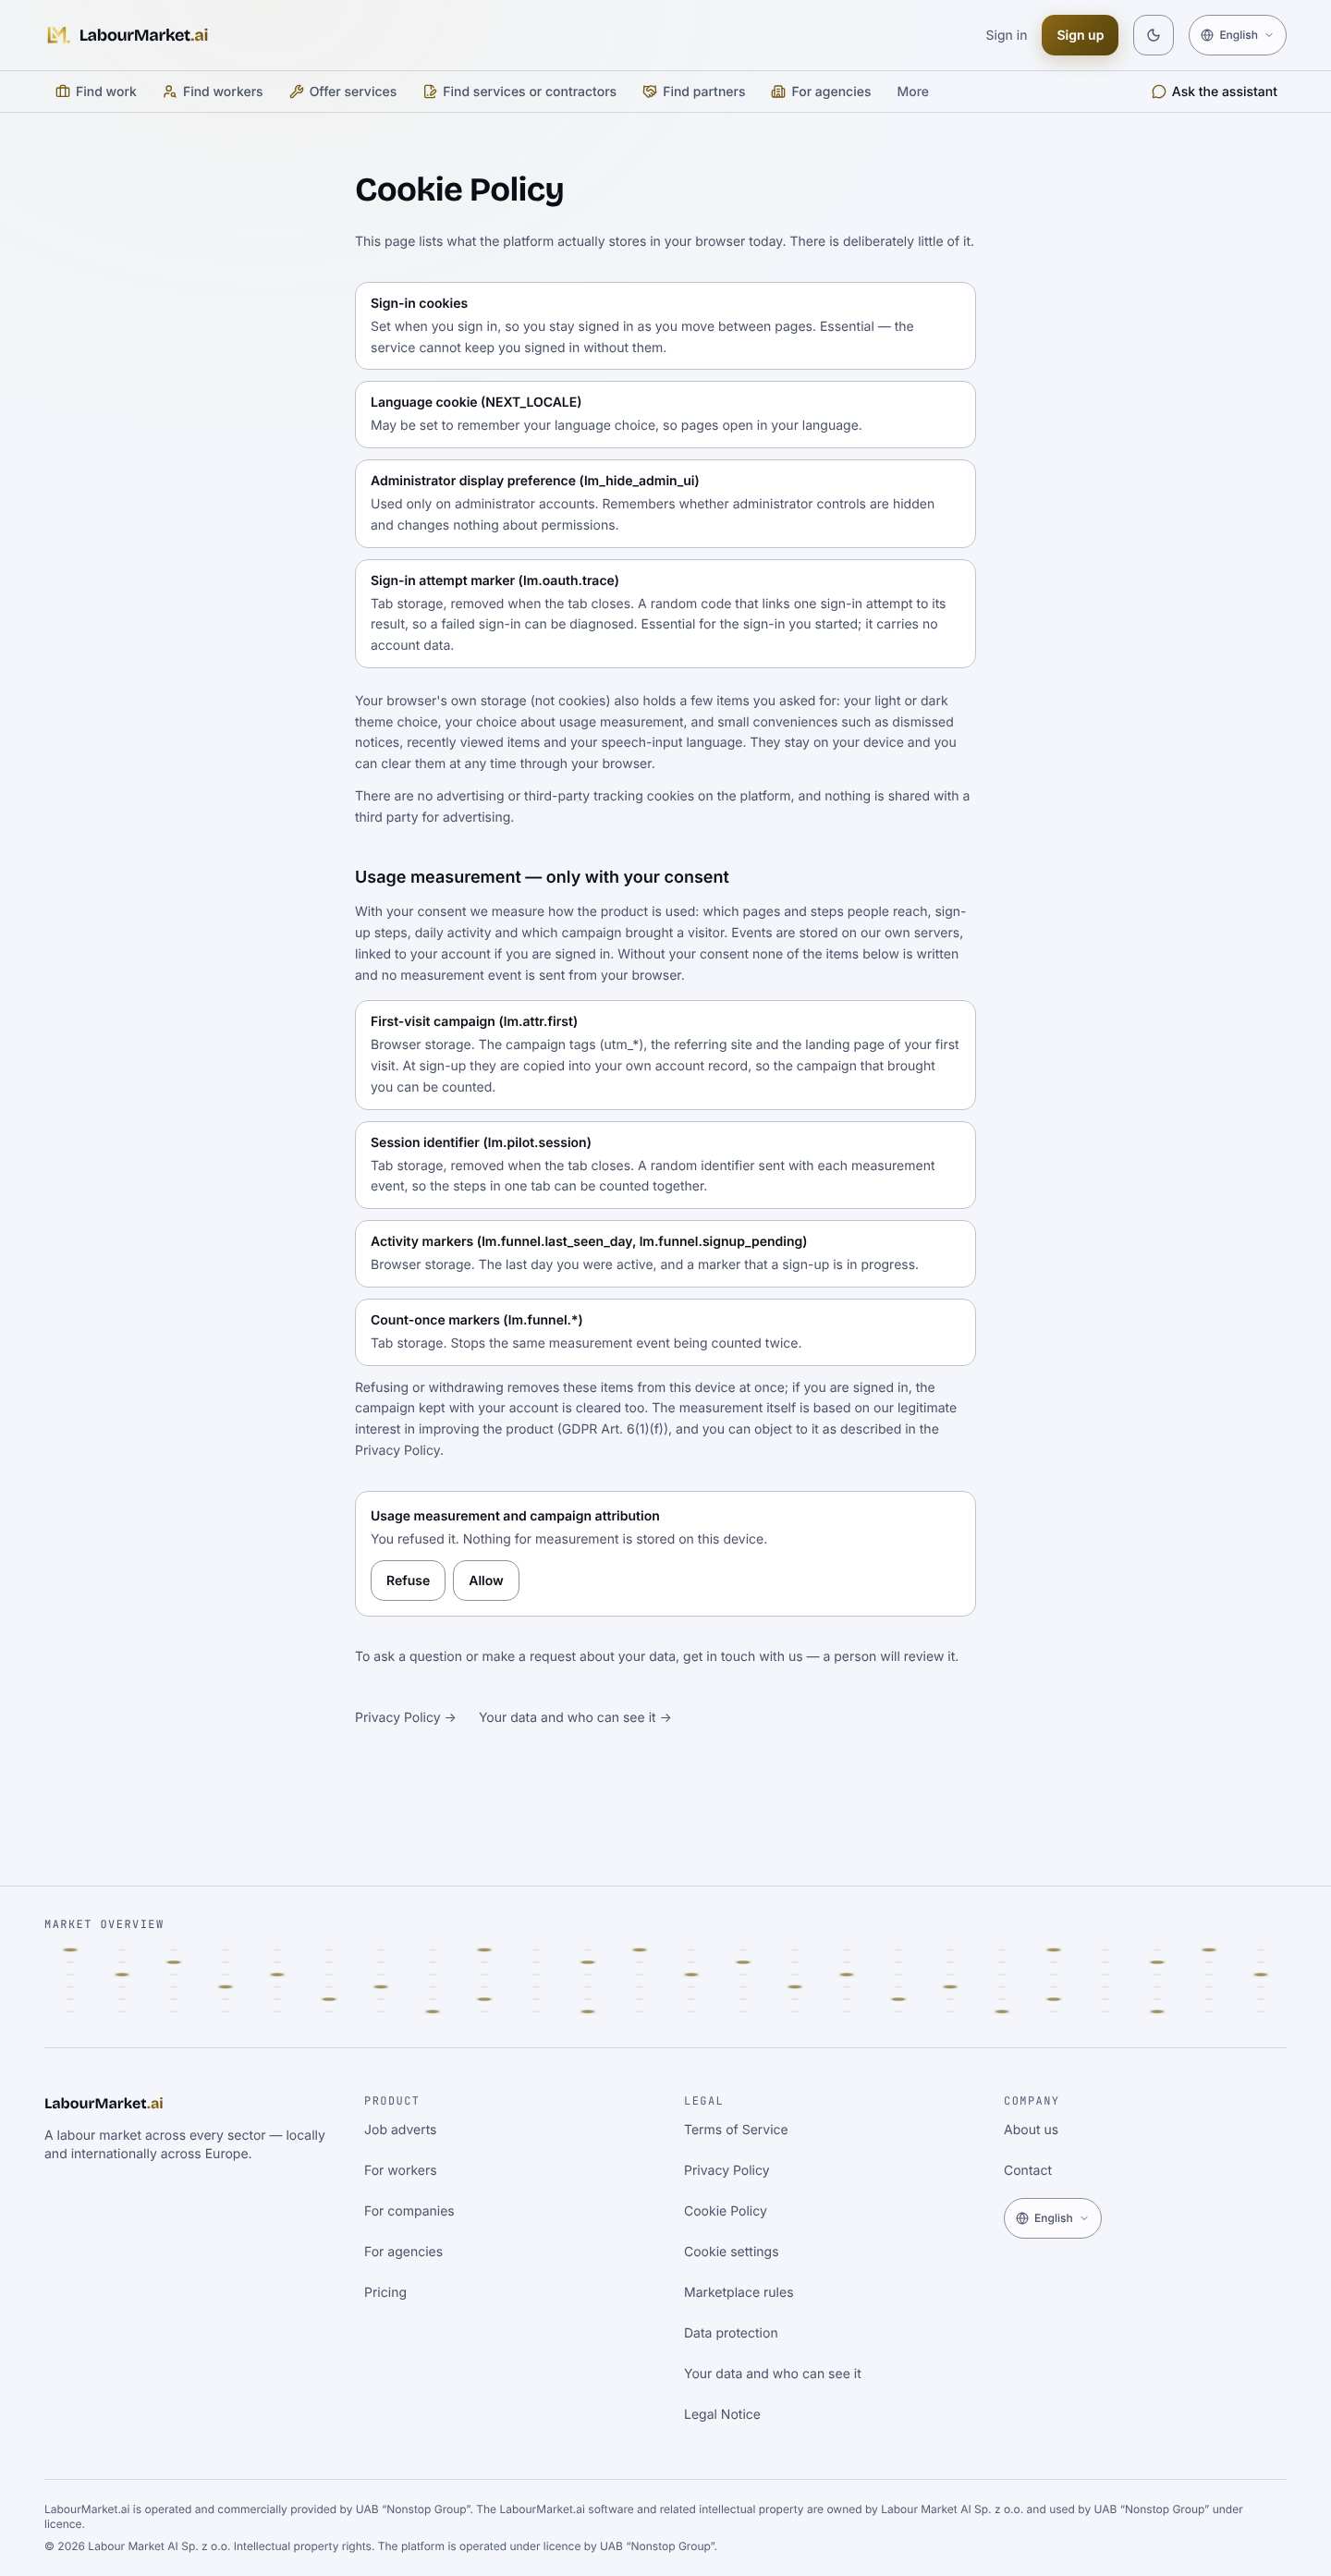 LabourMarket.ai
Sign in
Sign up
English
Find work
Find workers
Offer services
Find services or contractors
Find partners
For agencies
More
Ask the assistant
Cookie Policy
This page lists what the platform actually stores in your browser today. There is deliberately little of it.
Sign-in cookies
Set when you sign in, so you stay signed in as you move between pages. Essential — the
service cannot keep you signed in without them.
Language cookie (NEXT_LOCALE)
May be set to remember your language choice, so pages open in your language.
Administrator display preference (lm_hide_admin_ui)
Used only on administrator accounts. Remembers whether administrator controls are hidden
and changes nothing about permissions.
Sign-in attempt marker (lm.oauth.trace)
Tab storage, removed when the tab closes. A random code that links one sign-in attempt to its
result, so a failed sign-in can be diagnosed. Essential for the sign-in you started; it carries no
account data.
Your browser's own storage (not cookies) also holds a few items you asked for: your light or dark
theme choice, your choice about usage measurement, and small conveniences such as dismissed
notices, recently viewed items and your speech-input language. They stay on your device and you
can clear them at any time through your browser.
There are no advertising or third-party tracking cookies on the platform, and nothing is shared with a
third party for advertising.
Usage measurement — only with your consent
With your consent we measure how the product is used: which pages and steps people reach, sign-
up steps, daily activity and which campaign brought a visitor. Events are stored on our own servers,
linked to your account if you are signed in. Without your consent none of the items below is written
and no measurement event is sent from your browser.
First-visit campaign (lm.attr.first)
Browser storage. The campaign tags (utm_*), the referring site and the landing page of your first
visit. At sign-up they are copied into your own account record, so the campaign that brought
you can be counted.
Session identifier (lm.pilot.session)
Tab storage, removed when the tab closes. A random identifier sent with each measurement
event, so the steps in one tab can be counted together.
Activity markers (lm.funnel.last_seen_day, lm.funnel.signup_pending)
Browser storage. The last day you were active, and a marker that a sign-up is in progress.
Count-once markers (lm.funnel.*)
Tab storage. Stops the same measurement event being counted twice.
Refusing or withdrawing removes these items from this device at once; if you are signed in, the
campaign kept with your account is cleared too. The measurement itself is based on our legitimate
interest in improving the product (GDPR Art. 6(1)(f)), and you can object to it as described in the
Privacy Policy.
Usage measurement and campaign attribution
You refused it. Nothing for measurement is stored on this device.
Refuse
Allow
To ask a question or make a request about your data, get in touch with us — a person will review it.
Privacy Policy →
Your data and who can see it →
MARKET OVERVIEW
LabourMarket.ai
A labour market across every sector — locally
and internationally across Europe.
PRODUCT
Job adverts
For workers
For companies
For agencies
Pricing
LEGAL
Terms of Service
Privacy Policy
Cookie Policy
Cookie settings
Marketplace rules
Data protection
Your data and who can see it
Legal Notice
COMPANY
About us
Contact
English
LabourMarket.ai is operated and commercially provided by UAB “Nonstop Group”. The LabourMarket.ai software and related intellectual property are owned by Labour Market AI Sp. z o.o. and used by UAB “Nonstop Group” under
licence.
© 2026 Labour Market AI Sp. z o.o. Intellectual property rights. The platform is operated under licence by UAB “Nonstop Group”.